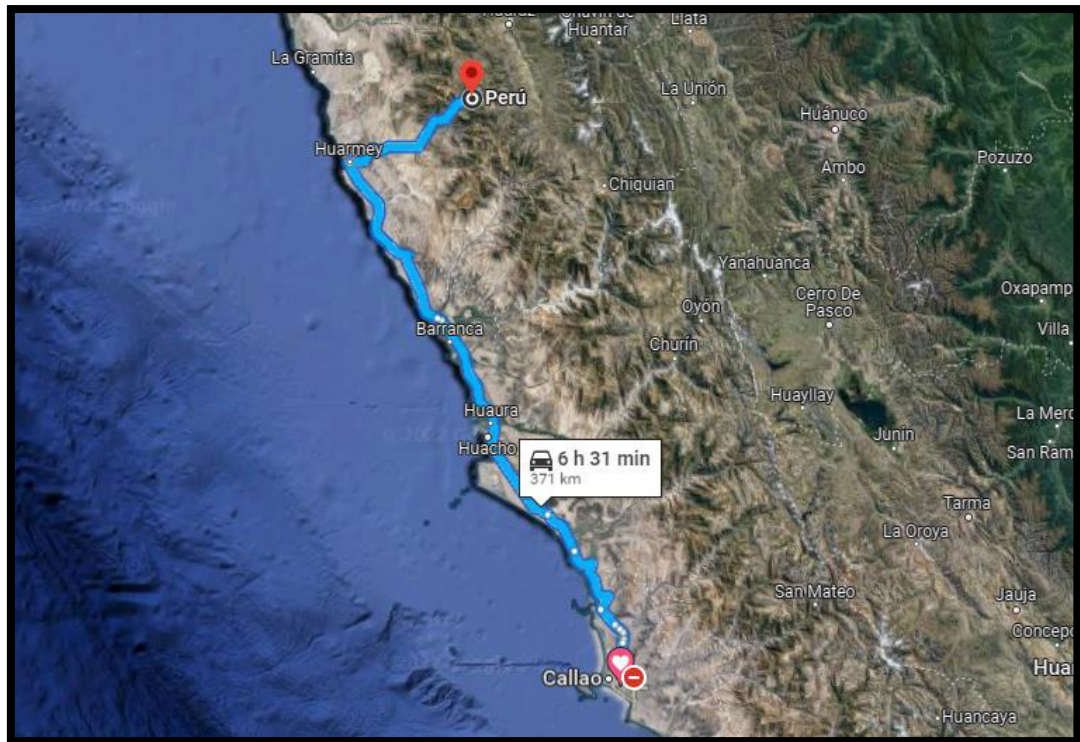 Huaraz
Chavín de
Huantar
Llata
La Gramita
La Unión
Perú
Huánuco
Huarmey
Pozuzo
Ambo
Chiquian
Yanahuanca
Oxapamp
Cerro De
Pasco
Oyón
Barranca
Villa
Churín
Huayllay
Huaura
La Merc
Junín
Huacho
San Ram
6 h 31 min
371 km
Tarma
La Oroya
San Mateo
Jauja
Concepc
Callao
Hua
Huancaya